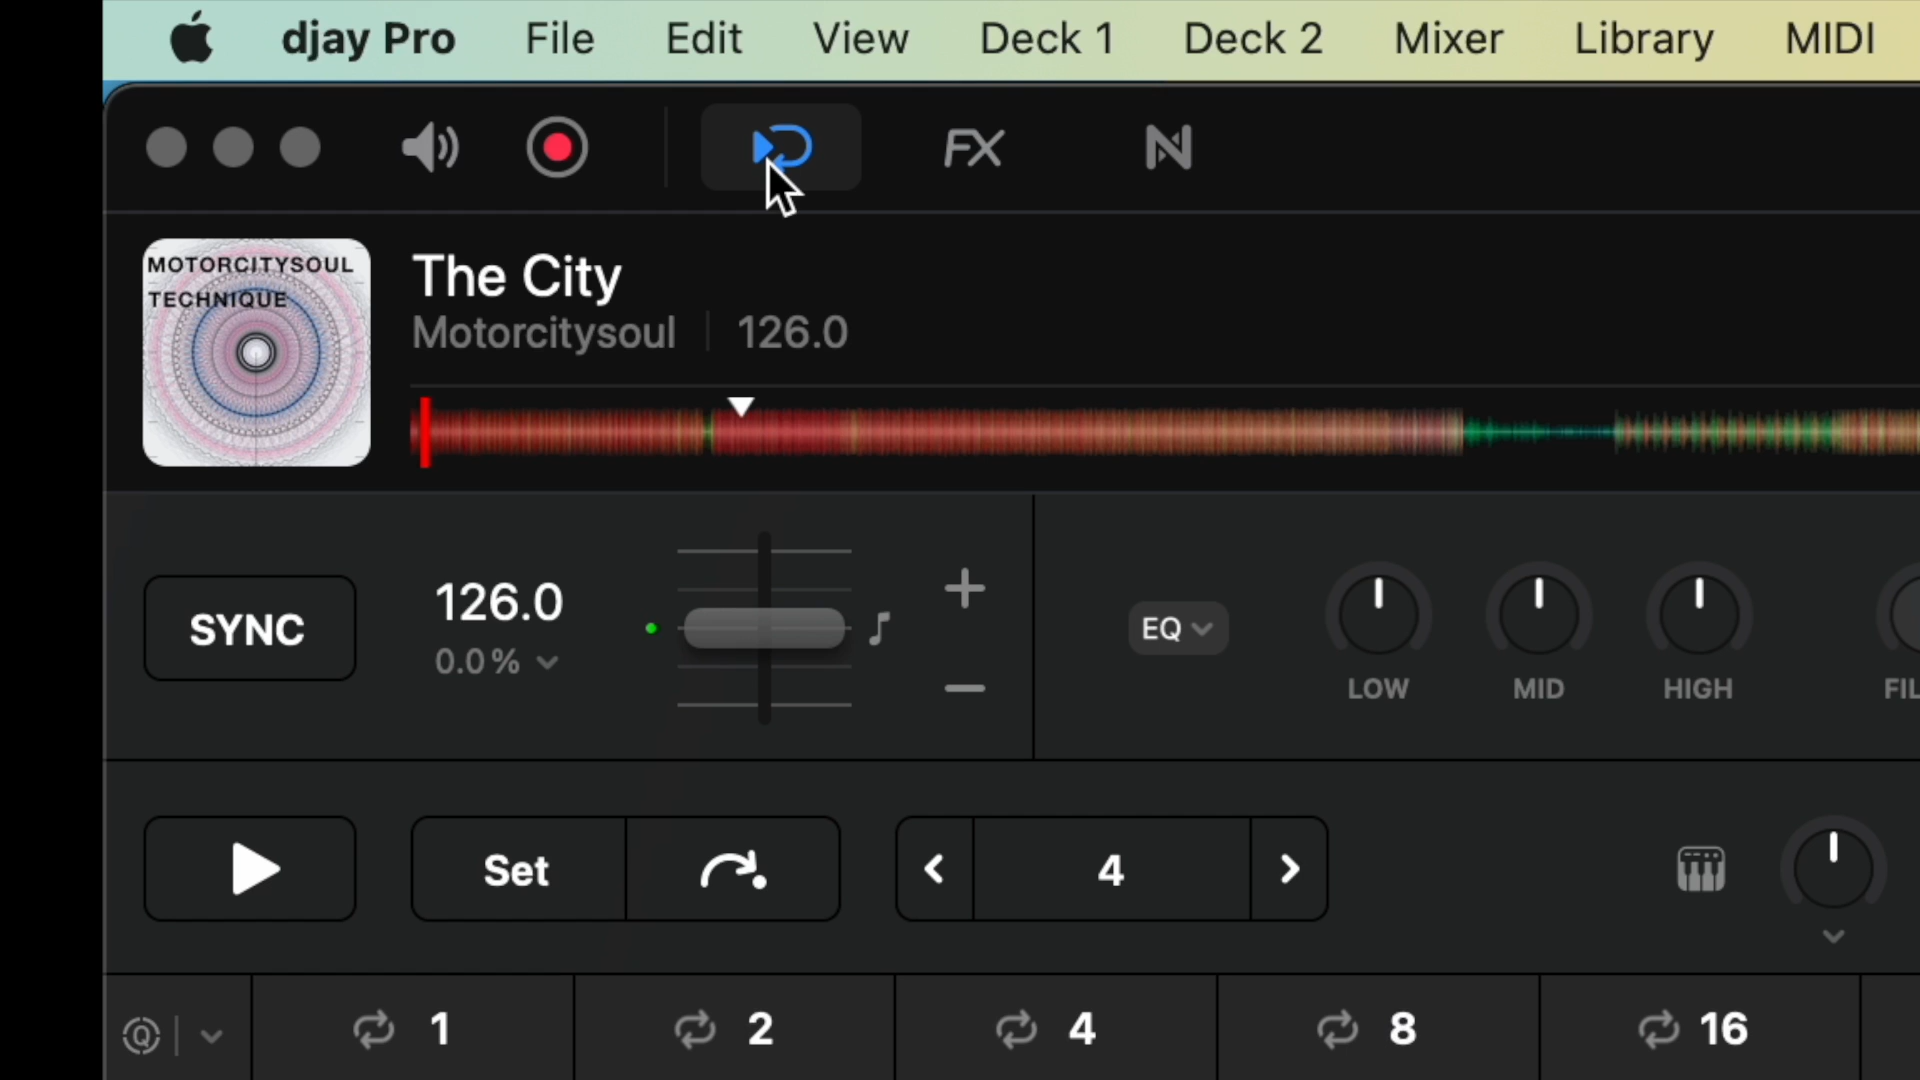 djay Pro File Edit View Deck 1 Deck 2 Mixer Library MIDI
FX
MOTORCITYSOUL
TECHNIQUE
The City
Motorcitysoul 126.0
SYNC
126.0
0.0%
EQ
LOW MID HIGH FIL
Set
4
Q 1 2 4 8 16